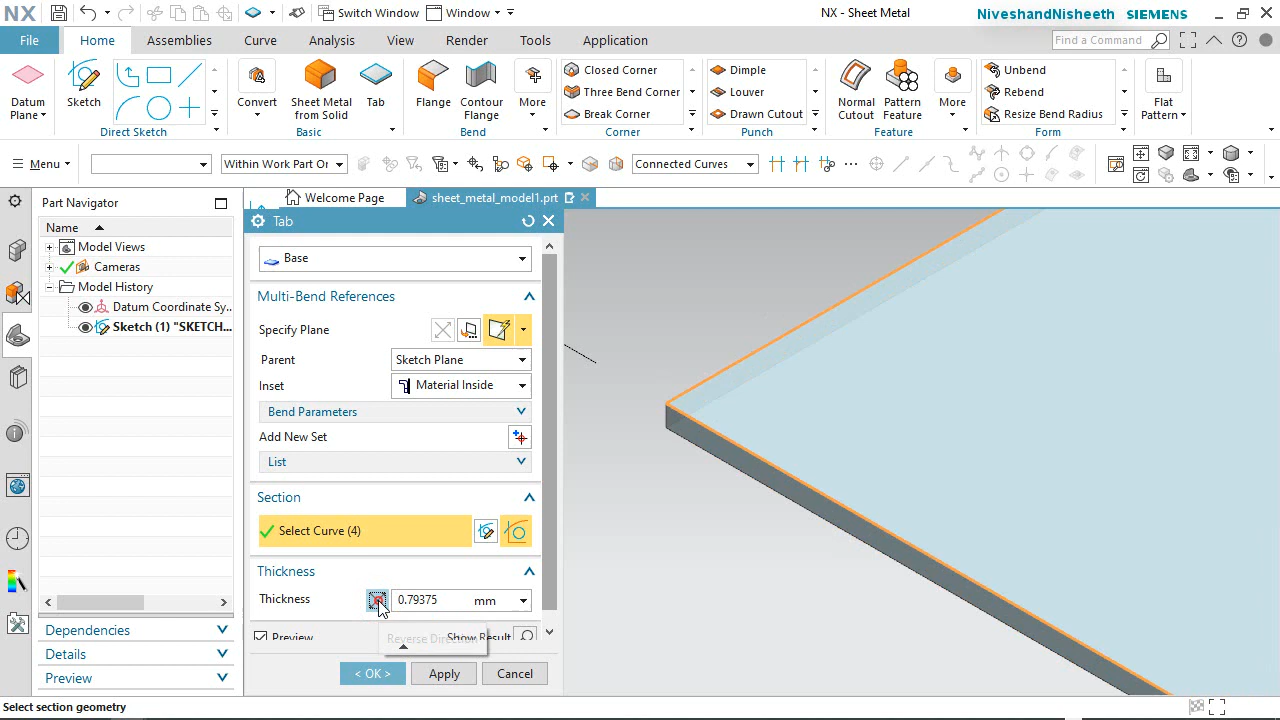 NX Switch Window Window NX - Sheet Metal NiveshandNisheeth SIEMENS
File Home Assemblies Curve Analysis View Render Tools Application Find a Command
Datum Plane Sketch Convert Sheet Metal from Solid Tab Flange Contour Flange More Closed Corner Three Bend Corner Break Corner Dimple Louver Drawn Cutout Normal Cutout Pattern Feature More Unbend Rebend Resize Bend Radius Flat Pattern
Direct Sketch Basic Bend Corner Punch Feature Form
Menu Within Work Part On Connected Curves
Part Navigator
Name
Model Views
Cameras
Model History
Datum Coordinate Sy...
Sketch (1) "SKETCH...
Dependencies
Details
Preview
Welcome Page sheet_metal_model1.prt
Tab
Base
Multi-Bend References
Specify Plane
Parent Sketch Plane
Inset Material Inside
Bend Parameters
Add New Set
List
Section
Select Curve (4)
Thickness
Thickness 0.79375 mm
Preview Show Result
Reverse Direction
< OK > Apply Cancel
Select section geometry